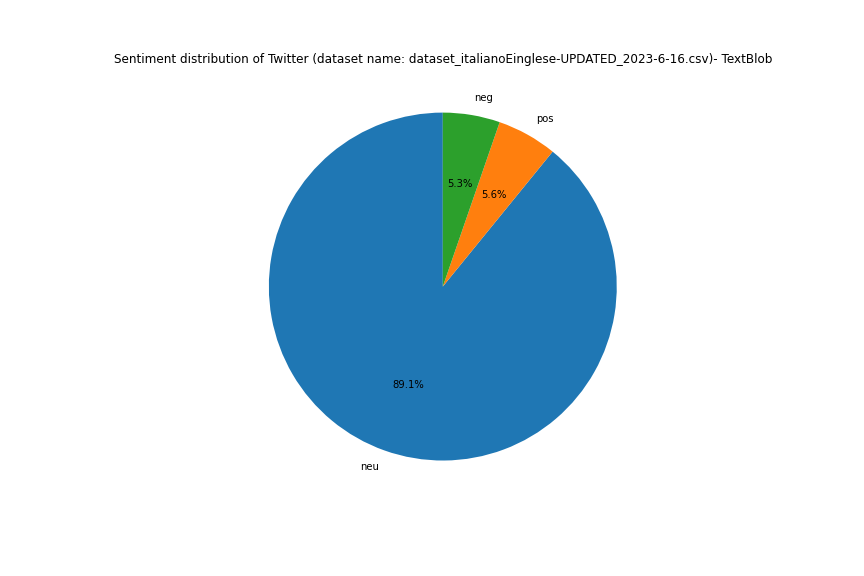 Sentiment distribution of Twitter (dataset name: dataset_italianoEinglese-UPDATED_2023-6-16.csv)- TextBlob
neg
pos
5.3%
5.6%
89.1%
neu